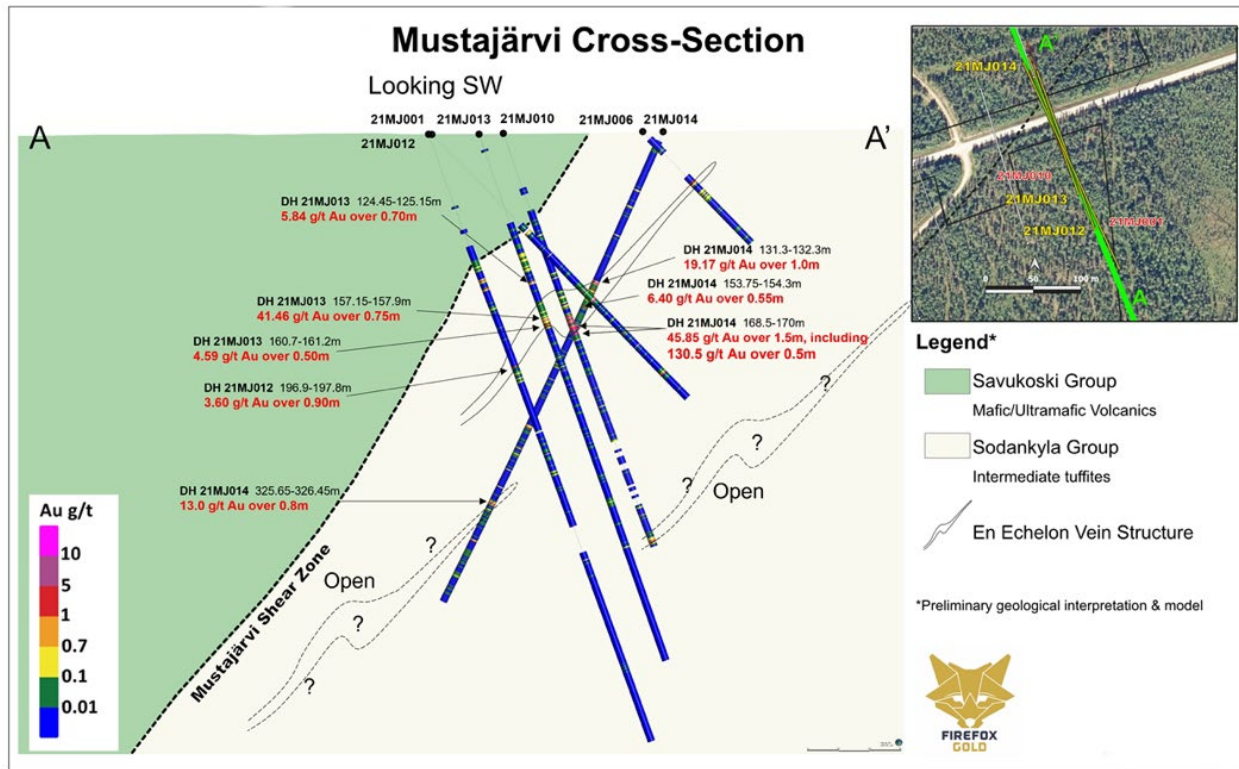 Mustajärvi Cross-Section
Looking SW
A
A'
21MJ001
21MJ013
21MJ010
21MJ006
21MJ014
21MJ012
DH 21MJ013 124.45-125.15m
5.84 g/t Au over 0.70m
DH 21MJ014 131.3-132.3m
19.17 g/t Au over 1.0m
DH 21MJ014 153.75-154.3m
6.40 g/t Au over 0.55m
DH 21MJ013 157.15-157.9m
41.46 g/t Au over 0.75m
DH 21MJ014 168.5-170m
45.85 g/t Au over 1.5m, including
130.5 g/t Au over 0.5m
DH 21MJ013 160.7-161.2m
4.59 g/t Au over 0.50m
DH 21MJ012 196.9-197.8m
3.60 g/t Au over 0.90m
DH 21MJ014 325.65-326.45m
13.0 g/t Au over 0.8m
?
?
?
Open
?
?
?
Open
Mustajärvi Shear Zone
Au g/t
10
5
1
0.7
0.1
0.01
A'
21MJ014
21MJ010
21MJ013
21MJ012
21MJ001
A
0 50 100 m
A
Legend*
Savukoski Group
Mafic/Ultramafic Volcanics
Sodankyla Group
Intermediate tuffites
En Echelon Vein Structure
*Preliminary geological interpretation & model
FIREFOX
GOLD